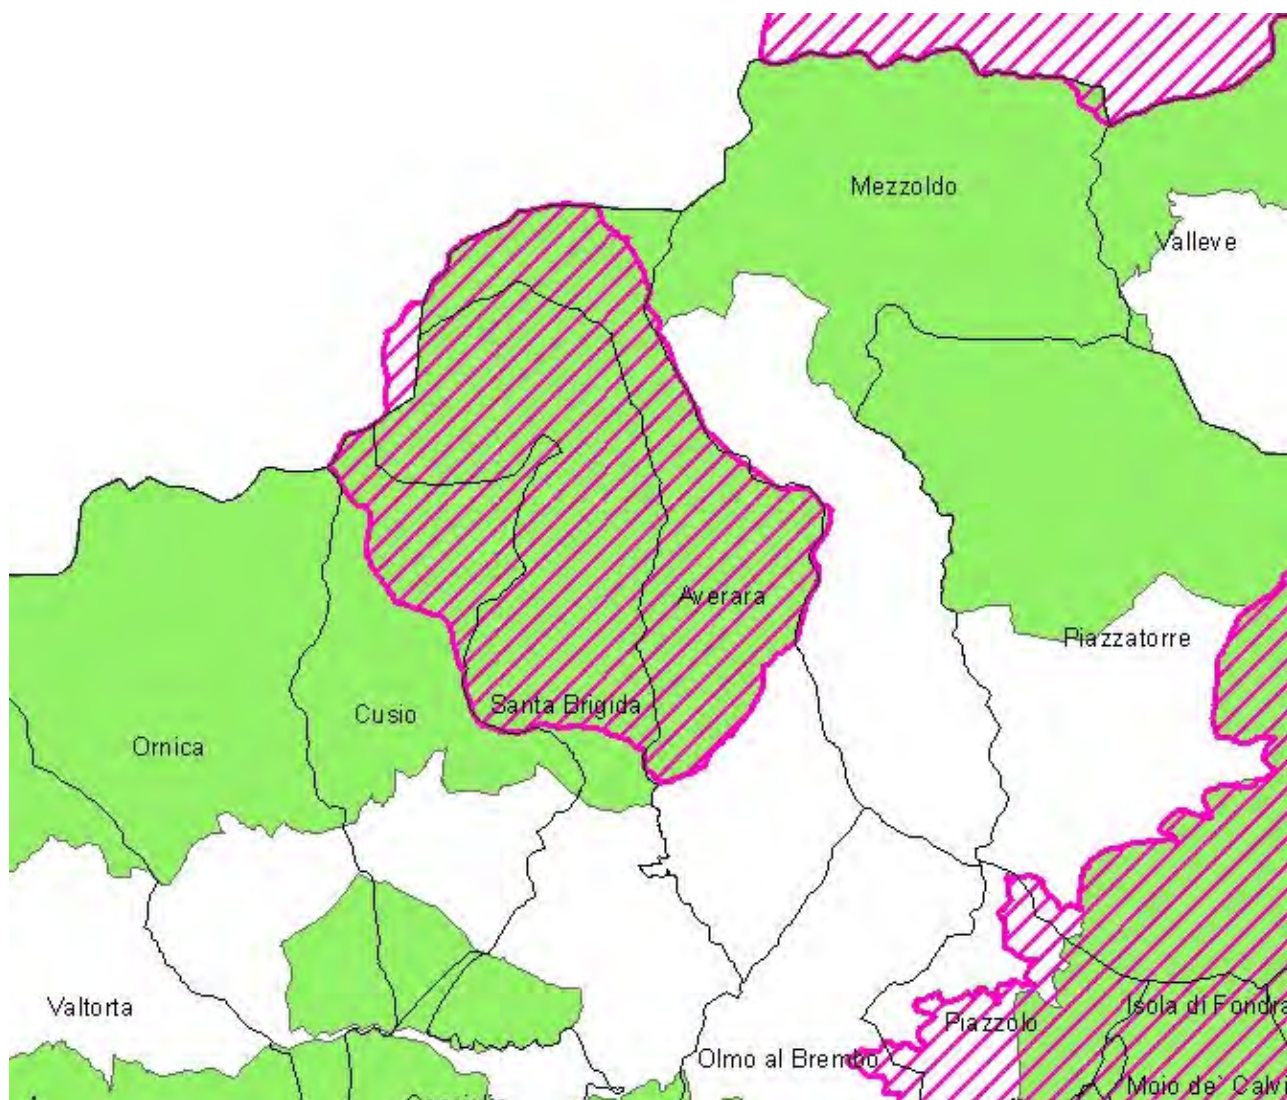 Mezzoldo
Valleve
Averara
Piazzatorre
Santa Brigida
Cusio
Ornica
Valtorta
Isola di Fondra
Piazzolo
Olmo al Brembo
Moio de` Calvi